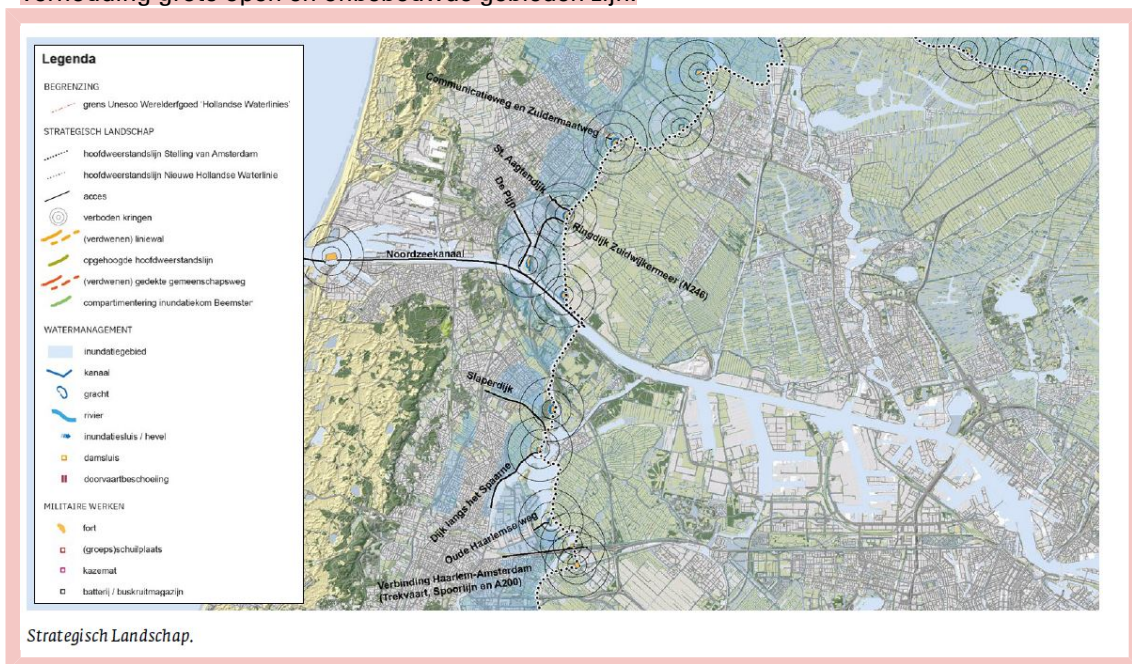 verhouding grote open en onbebouwde gebieden zijn.
Legenda
BEGRENZING
grens Unesco Werelderfgoed 'Hollandse Waterlinies'
STRATEGISCH LANDSCHAP
hoofdweerstandslijn Stelling van Amsterdam
hoofdweerstandslijn Nieuwe Hollandse Waterlinie
acces
verboden kringen
(verdwenen) liniewal
opgehoogde hoofdweerstandslijn
(verdwenen) gedekte gemeenschapsweg
compartimentering inundatiekom Beemster
WATERMANAGEMENT
inundatiegebied
kanaal
gracht
rivier
inundatiesluis / hevel
damsluis
doorvaartbescheoeling
MILITAIRE WERKEN
fort
(groeps)schuilplaats
kazemat
batterij / buskruitmagazijn
Communicatieweg en Zuidermaatweg
St. Aagtendijk
De Pijp
Ringdijk Zuidwijkermeer (N246)
Noordzeekanaal
Slaperdijk
Dijk langs het Spaarne
Oude Haarlemse weg
Verbinding Haarlem-Amsterdam
(Trekvaart, Spoorlijn en A200)
Strategisch Landschap.